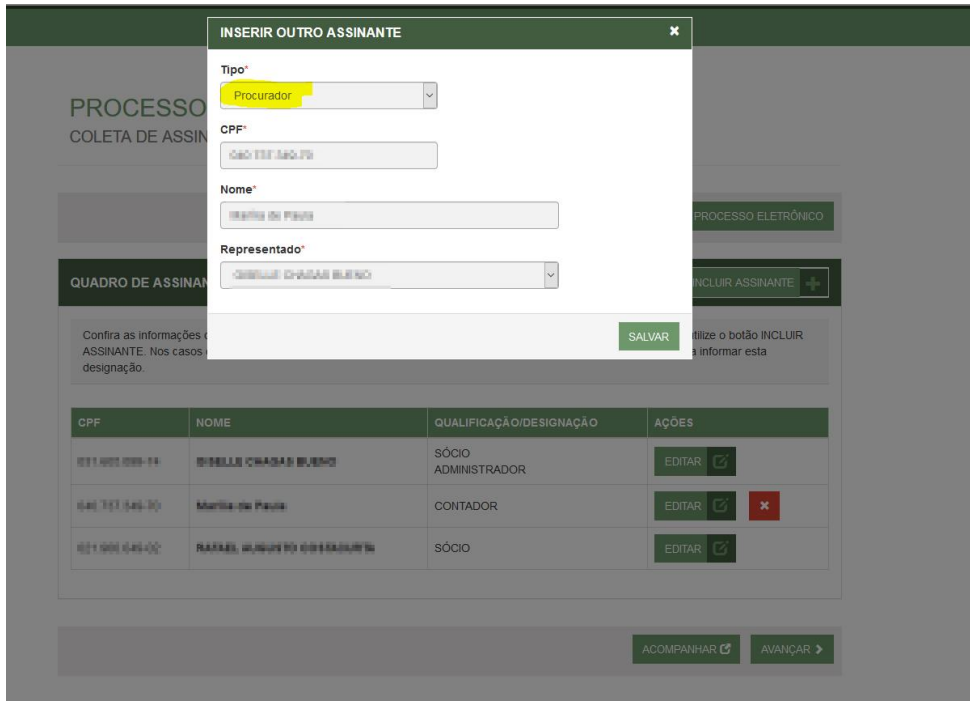 INSERIR OUTRO ASSINANTE
Tipo*
Procurador
CPF*
Nome*
Representado*
SALVAR
PROCESSO
COLETA DE ASSIN
PROCESSO ELETRÔNICO
QUADRO DE ASSINAN
INCLUIR ASSINANTE
Confira as informações
utilize o botão INCLUIR
ASSINANTE. Nos casos
a informar esta
designação.
CPF NOME QUALIFICAÇÃO/DESIGNAÇÃO AÇÕES
SÓCIO
ADMINISTRADOR
EDITAR
CONTADOR EDITAR
SÓCIO EDITAR
ACOMPANHAR AVANÇAR